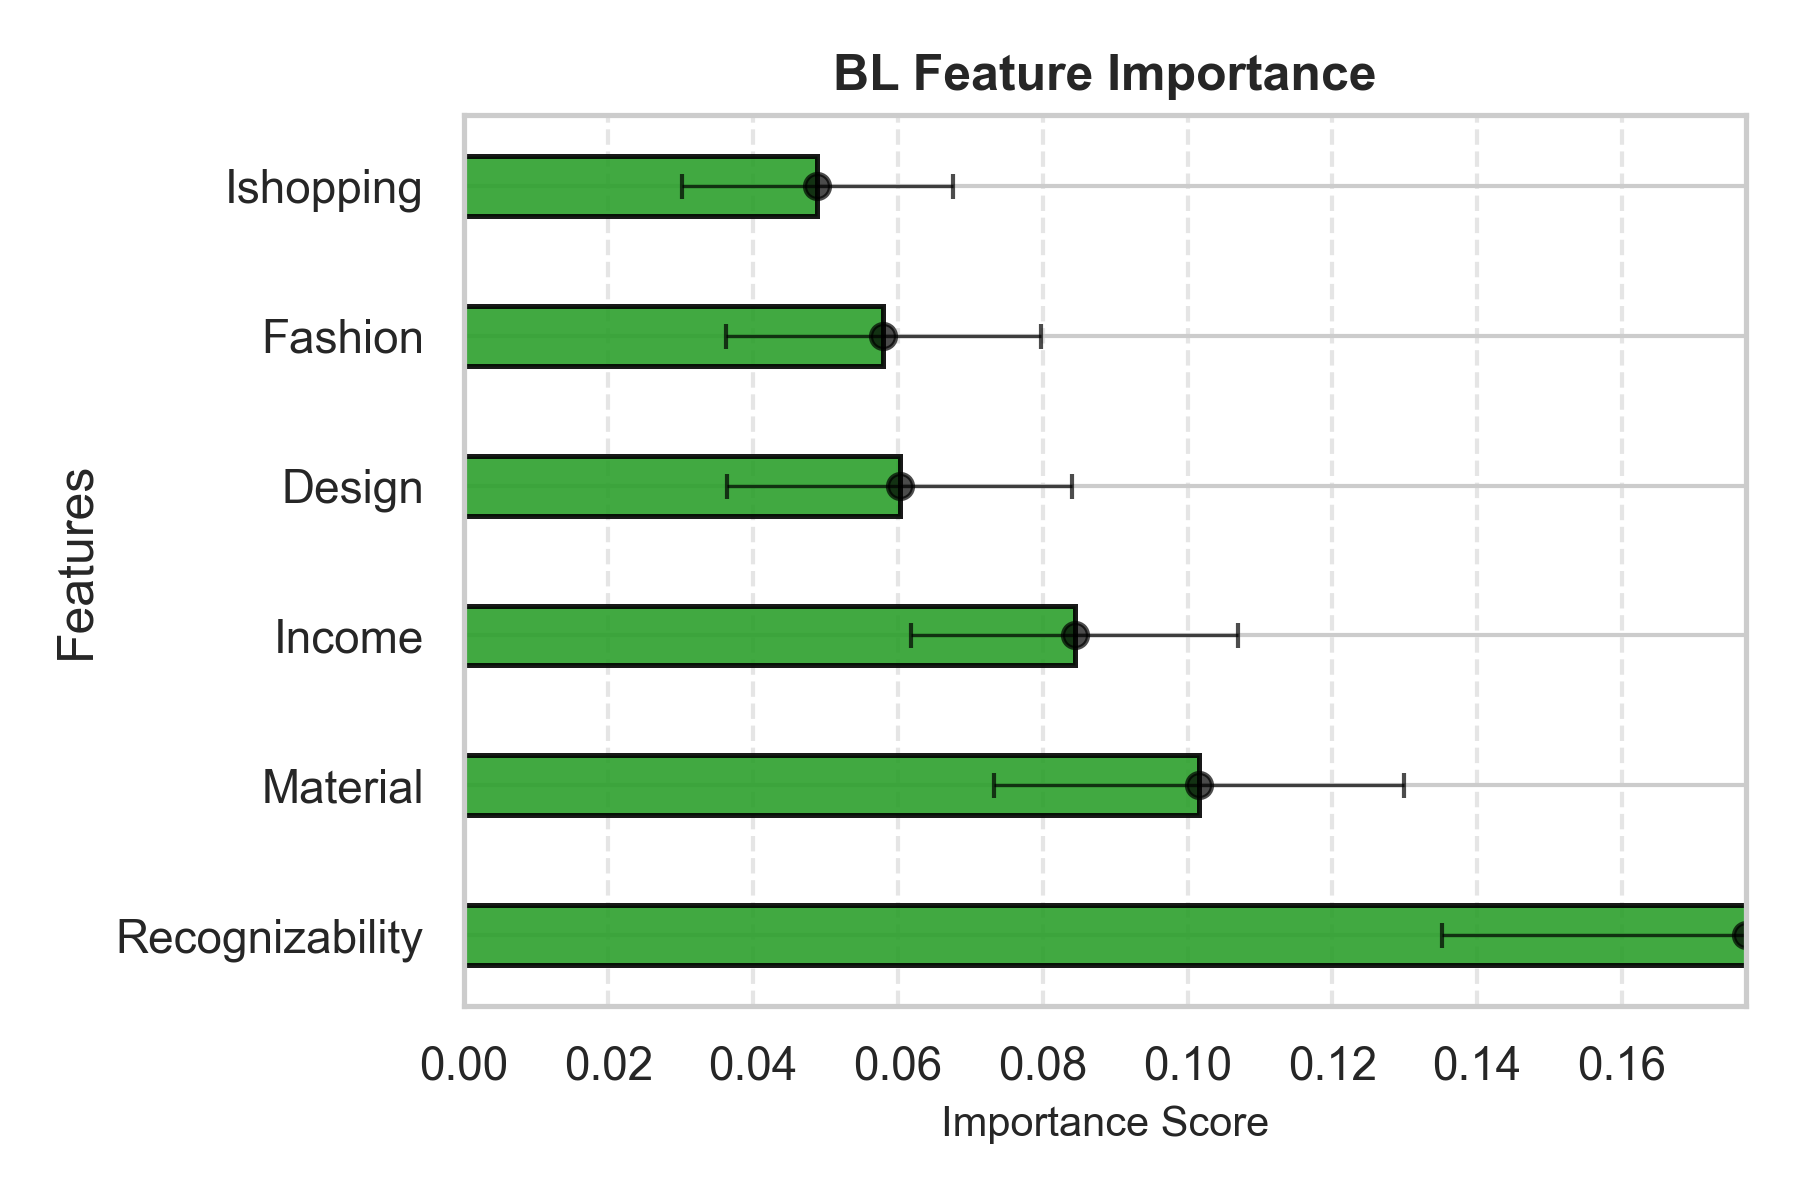 BL Feature Importance
Ishopping
Fashion
Design
Income
Material
Recognizability
Features
0.00 0.02 0.04 0.06 0.08 0.10 0.12 0.14 0.16
Importance Score